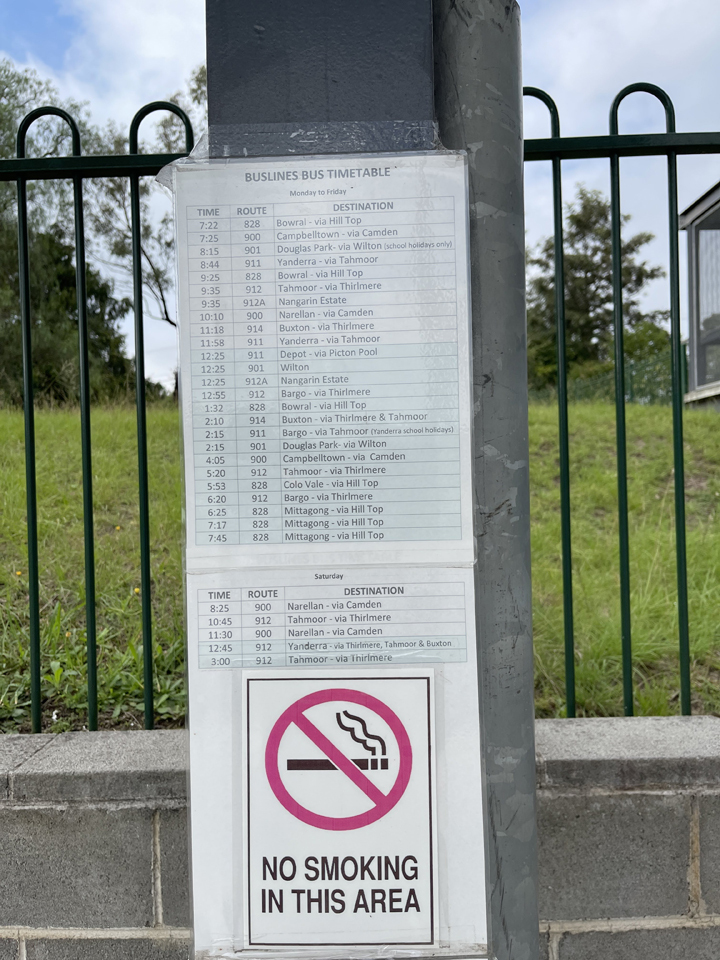 BUSLINES BUS TIMETABLE
Monday to Friday
TIME ROUTE DESTINATION
7:22 828 Bowral - via Hill Top
7:25 900 Campbelltown - via Camden
8:15 901 Douglas Park- via Wilton (school holidays only)
8:44 911 Yanderra - via Tahmoor
9:25 828 Bowral - via Hill Top
9:35 912 Tahmoor - via Thirlmere
9:35 912A Nangarin Estate
10:10 900 Narellan - via Camden
11:18 914 Buxton - via Thirlmere
11:58 911 Yanderra - via Tahmoor
12:25 911 Depot - via Picton Pool
12:25 901 Wilton
12:25 912A Nangarin Estate
12:55 912 Bargo - via Thirlmere
1:32 828 Bowral - via Hill Top
2:10 914 Buxton - via Thirlmere & Tahmoor
2:15 911 Bargo - via Tahmoor (Yanderra school holidays)
2:15 901 Douglas Park- via Wilton
4:05 900 Campbelltown - via Camden
5:20 912 Tahmoor - via Thirlmere
5:53 828 Colo Vale - via Hill Top
6:20 912 Bargo - via Thirlmere
6:25 828 Mittagong - via Hill Top
7:17 828 Mittagong - via Hill Top
7:45 828 Mittagong - via Hill Top
Saturday
TIME ROUTE DESTINATION
8:25 900 Narellan - via Camden
10:45 912 Tahmoor - via Thirlmere
11:30 900 Narellan - via Camden
12:45 912 Yanderra - via Thirlmere, Tahmoor & Buxton
3:00 912 Tahmoor - via Thirlmere
NO SMOKING
IN THIS AREA